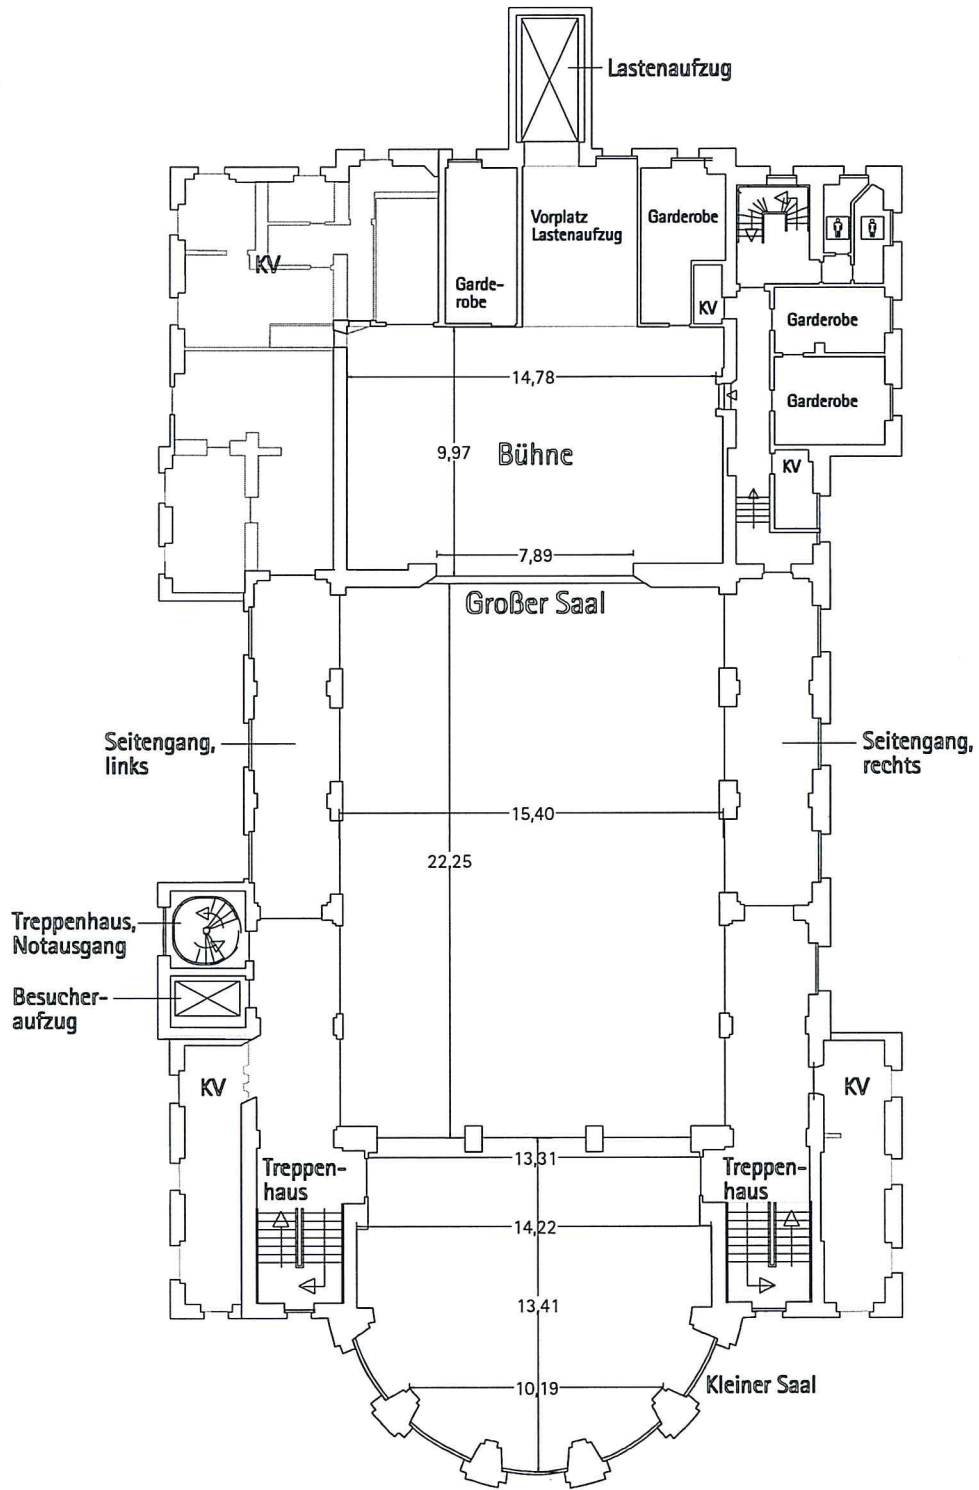 Lastenaufzug
Vorplatz
Lastenaufzug
Garderobe
KV
Garde-
robe
KV
Garderobe
14,78
Garderobe
9,97
Bühne
KV
7,89
Großer Saal
Seitengang,
links
Seitengang,
rechts
15,40
22,25
Treppenhaus,
Notausgang
Besucher-
aufzug
KV
KV
13,31
Treppen-
haus
Treppen-
haus
14,22
13,41
10,19
Kleiner Saal